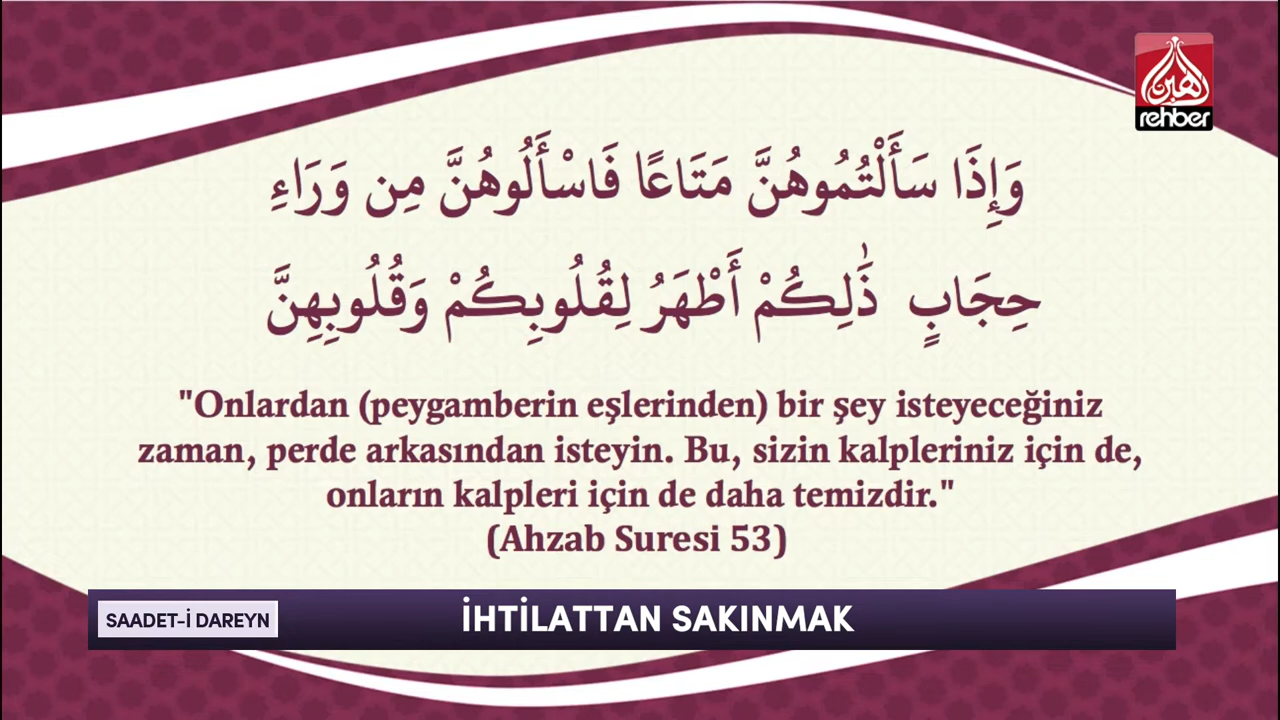 رهبر
rehber
وَإِذَا سَأَلْتُمُوهُنَّ مَتَاعًا فَاسْأَلُوهُنَّ مِن وَرَاءِ
حِجَابٍ ذَٰلِكُمْ أَطْهَرُ لِقُلُوبِكُمْ وَقُلُوبِهِنَّ
"Onlardan (peygamberin eşlerinden) bir şey isteyeceğiniz
zaman, perde arkasından isteyin. Bu, sizin kalpleriniz için de,
onların kalpleri için de daha temizdir."
(Ahzab Suresi 53)
SAADET-İ DAREYN
İHTİLATTAN SAKINMAK